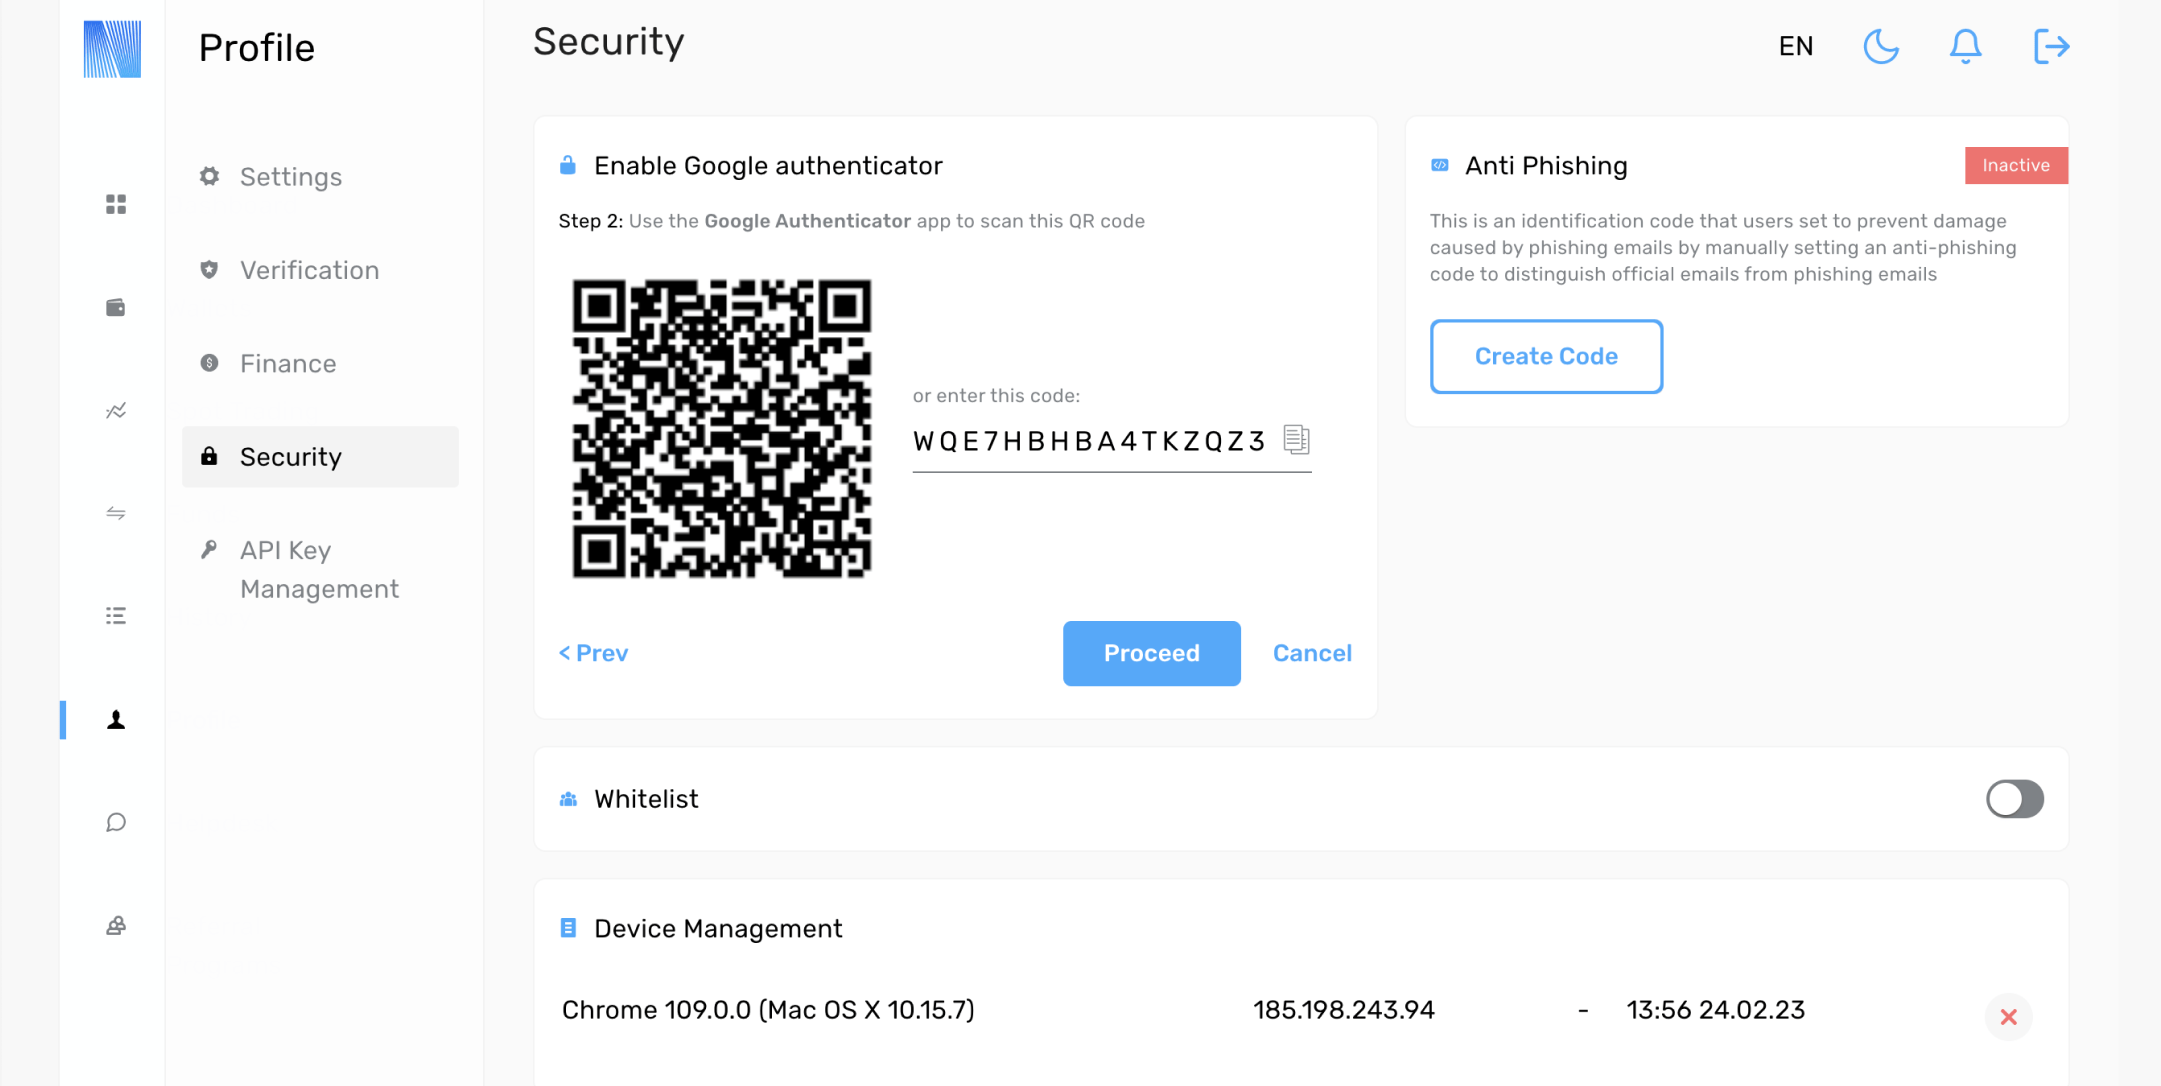 Profile
Settings
Verification
Finance
Security
API Key
Management
Security
EN
Enable Google authenticator
Step 2: Use the Google Authenticator app to scan this QR code
or enter this code:
WQE7HBHBA4TKZQZ3
< Prev
Proceed
Cancel
Anti Phishing
Inactive
This is an identification code that users set to prevent damage
caused by phishing emails by manually setting an anti-phishing
code to distinguish official emails from phishing emails
Create Code
Whitelist
Device Management
Chrome 109.0.0 (Mac OS X 10.15.7) 185.198.243.94 - 13:56 24.02.23